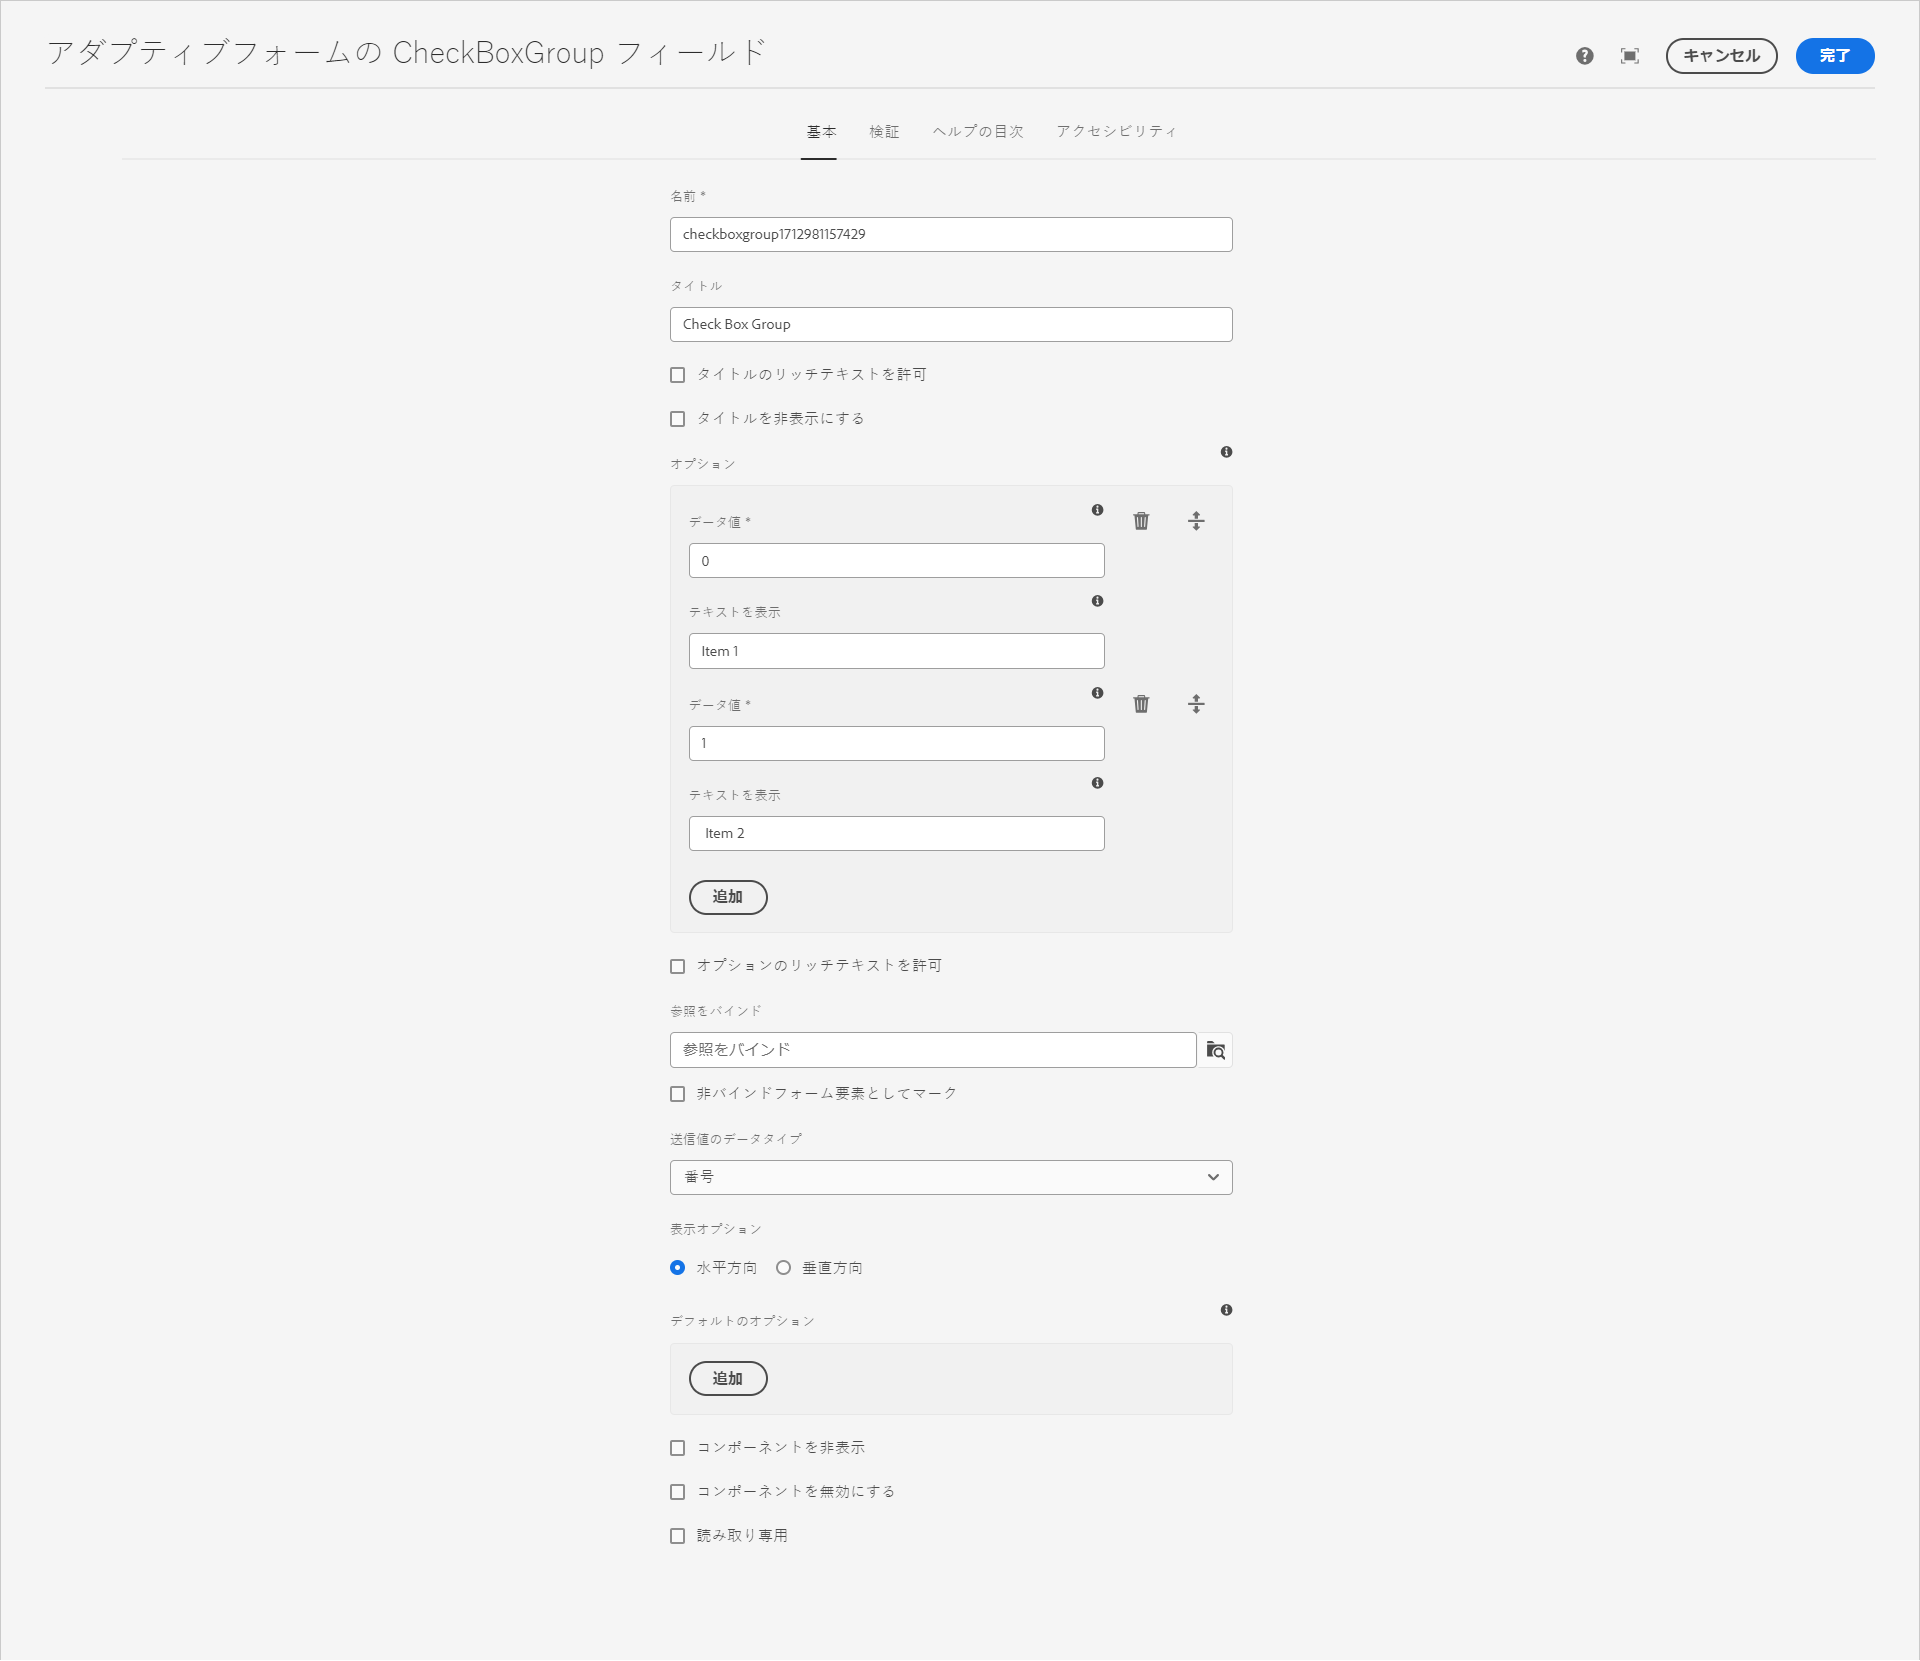 アダプティブフォームの CheckBoxGroup フィールド
キャンセル
完了
基本 検証 ヘルプの目次 アクセシビリティ
名前 *
checkboxgroup1712981157429
タイトル
Check Box Group
タイトルのリッチテキストを許可
タイトルを非表示にする
オプション
データ値 *
0
テキストを表示
Item 1
データ値 *
1
テキストを表示
Item 2
追加
オプションのリッチテキストを許可
参照をバインド
参照をバインド
非バインドフォーム要素としてマーク
送信値のデータタイプ
番号
表示オプション
水平方向 垂直方向
デフォルトのオプション
追加
コンポーネントを非表示
コンポーネントを無効にする
読み取り専用